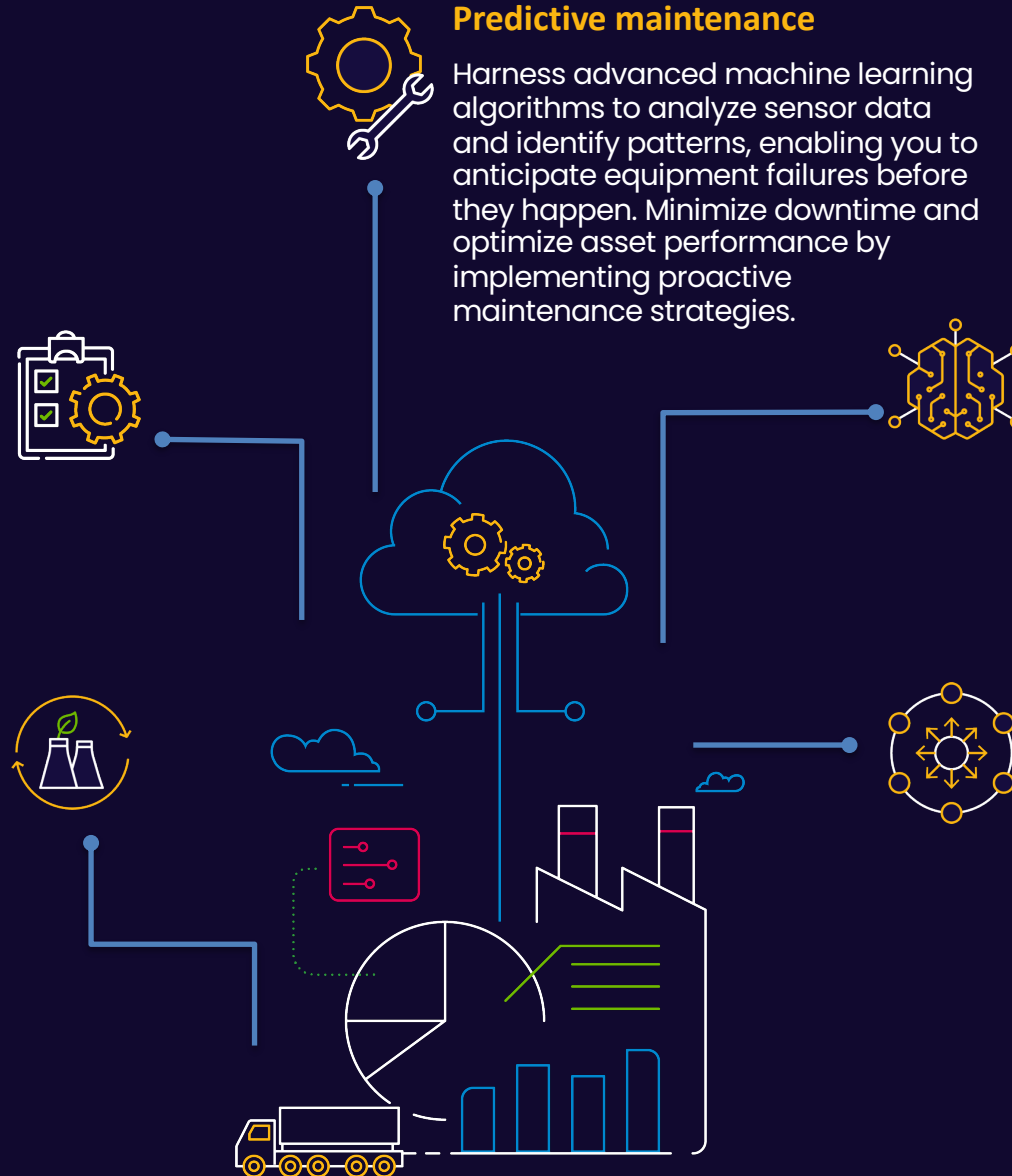 Predictive maintenance
Harness advanced machine learning
algorithms to analyze sensor data
and identify patterns, enabling you to
anticipate equipment failures before
they happen. Minimize downtime and
optimize asset performance by
implementing proactive
maintenance strategies.